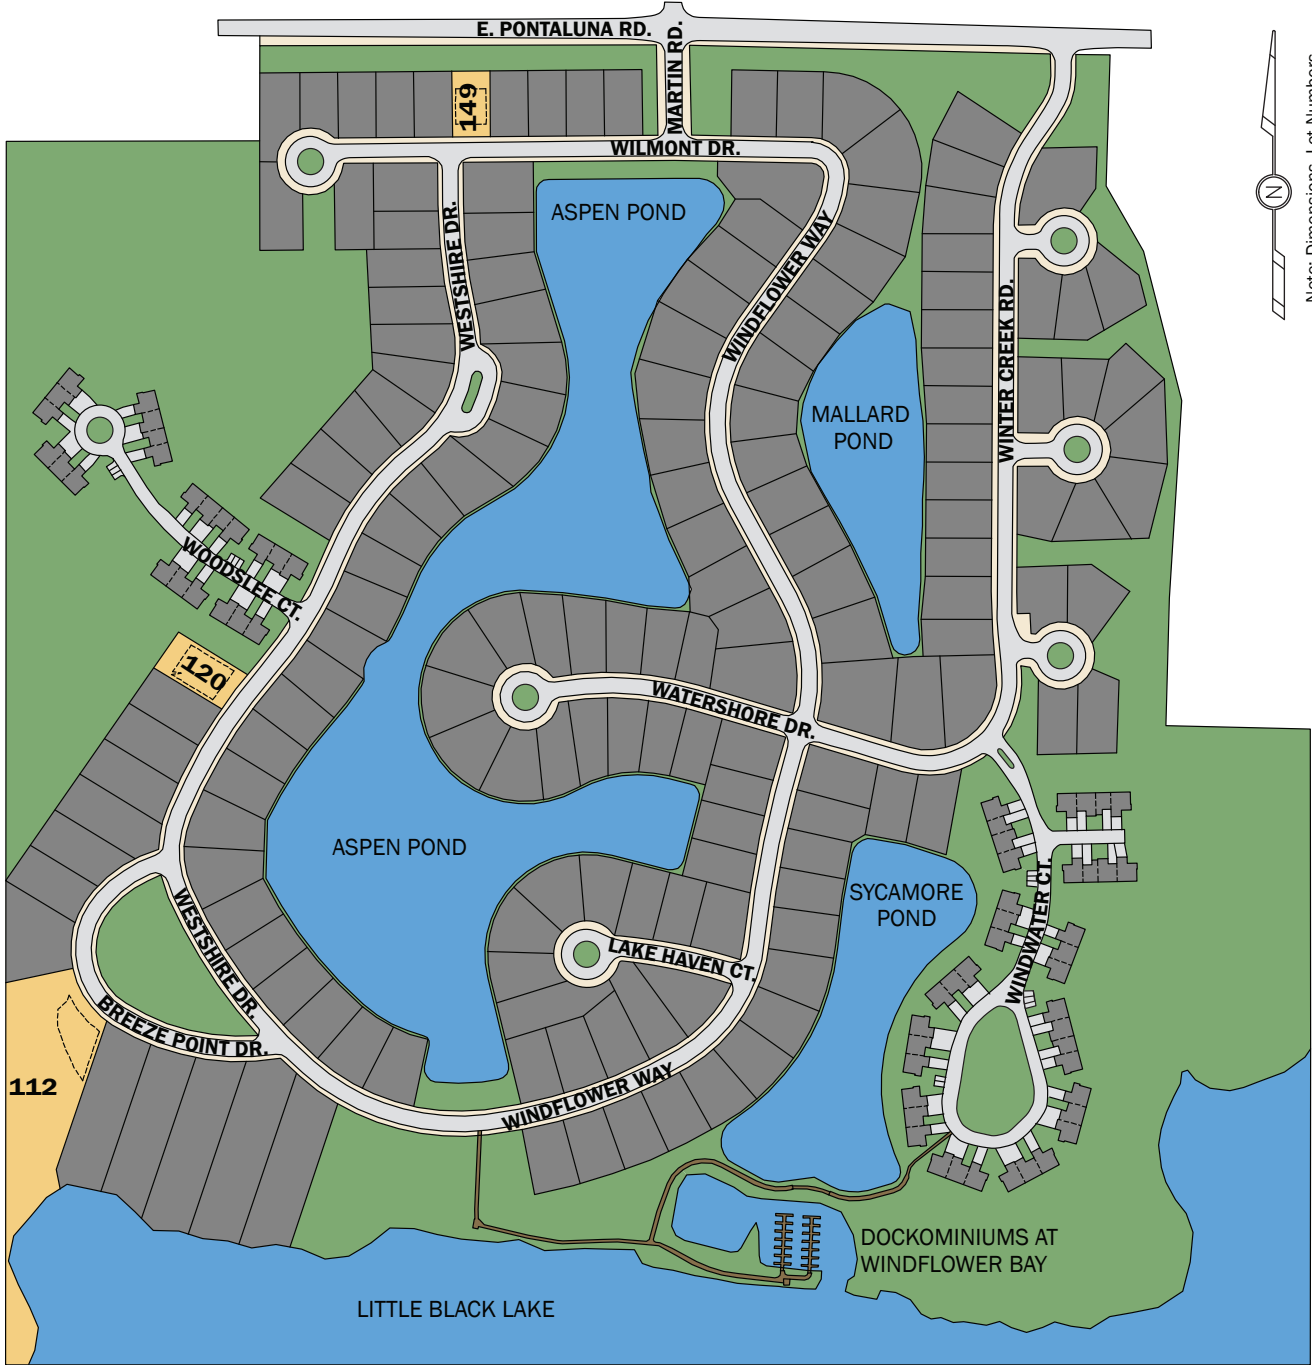 E. PONTALUNA RD.
MARTIN RD.
149
WILMONT DR.
N
ASPEN POND
WESTSHIRE DR.
WINDFLOWER WAY
WINTER CREEK RD.
MALLARD
POND
WOODSLEE CT.
120
WATERSHORE DR.
ASPEN POND
SYCAMORE
POND
WESTSHIRE DR.
WINDWATER CT.
LAKE HAVEN CT.
BREEZE POINT DR.
112
WINDFLOWER WAY
DOCKOMINIUMS AT
WINDFLOWER BAY
LITTLE BLACK LAKE